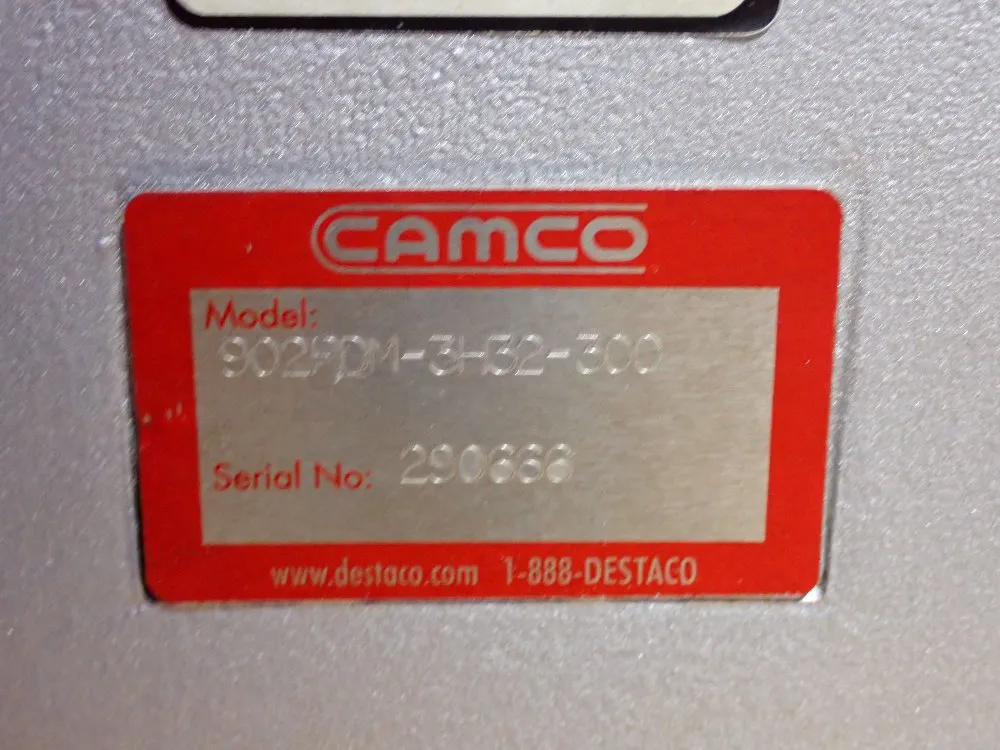 CAMCO
Model:
902RDM-3H32-300
Serial No: 290666
www.destaco.com 1-888-DESTACO